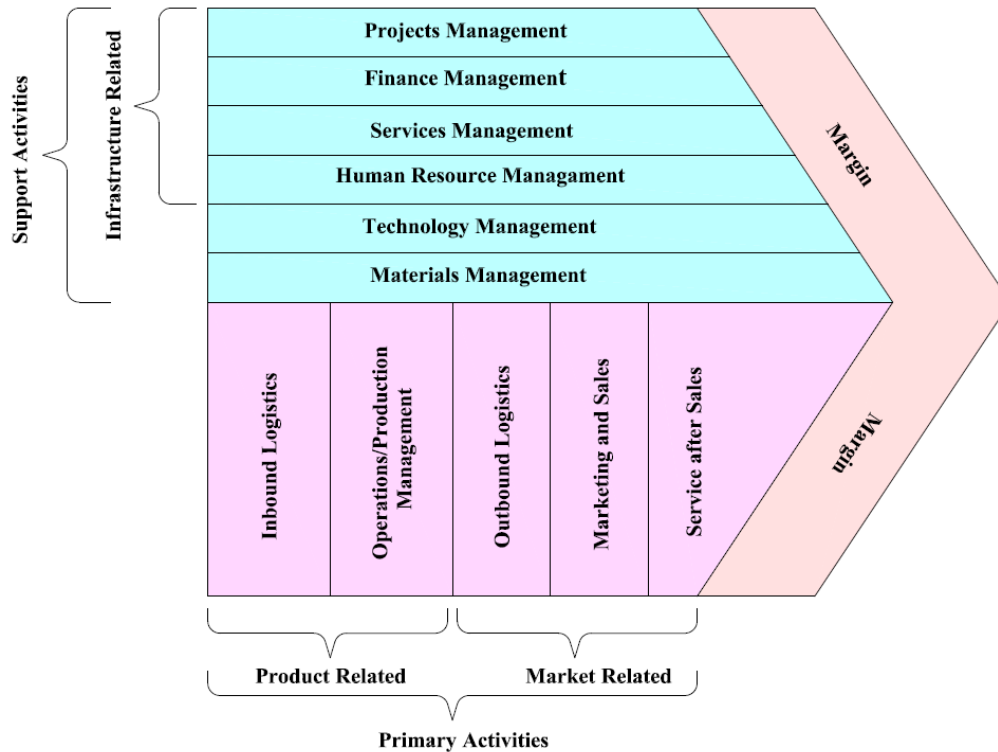 Support Activities
Infrastructure Related
Projects Management
Finance Management
Services Management
Human Resource Managament
Technology Management
Materials Management
Margin
Inbound Logistics
Operations/Production
Management
Outbound Logistics
Marketing and Sales
Service after Sales
Margin
Product Related
Market Related
Primary Activities